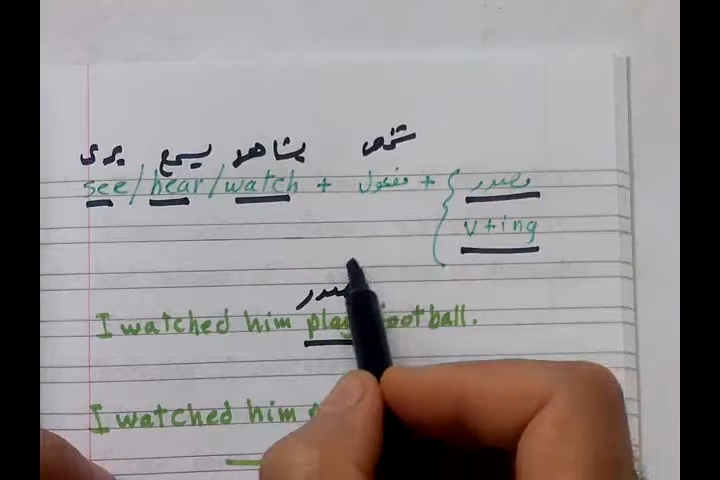 يرى يسمع يشاهد شخص
see/hear/watch + مفعول + { مصدر
v+ing
مصدر
I watched him play football.
I watched him